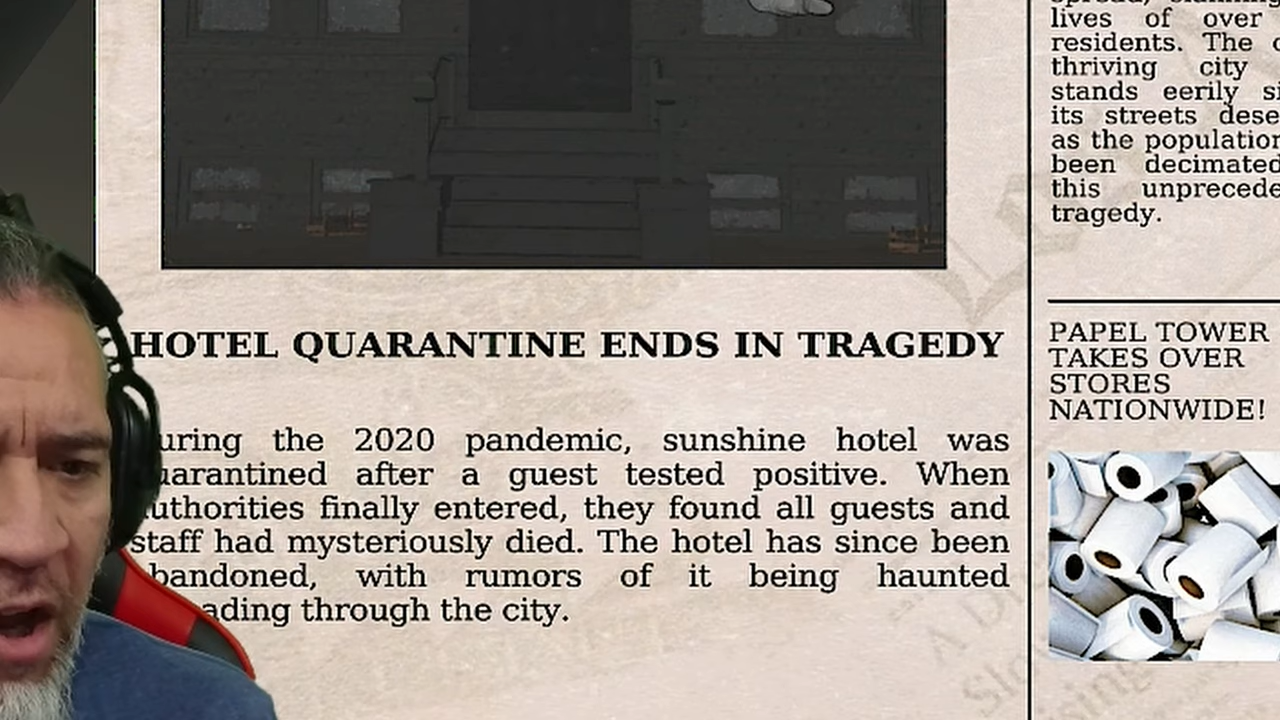 HOTEL QUARANTINE ENDS IN TRAGEDY
uring the 2020 pandemic, sunshine hotel was
uarantined after a guest tested positive. When
uthorities finally entered, they found all guests and
staff had mysteriously died. The hotel has since been
bandoned, with rumors of it being haunted
ading through the city.
lives of over
residents. The
thriving city
stands eerily si
its streets dese
as the population
been decimated
this unprecede
tragedy.
PAPEL TOWER
TAKES OVER
STORES
NATIONWIDE!